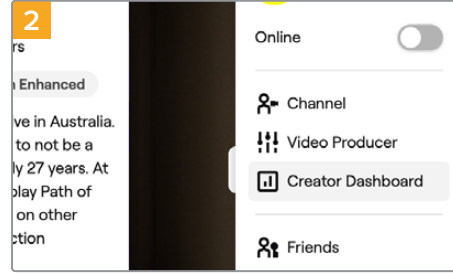 2
rs
Enhanced
ve in Australia.
to not be a
ly 27 years. At
play Path of
on other
ction
Online
Channel
Video Producer
Creator Dashboard
Friends